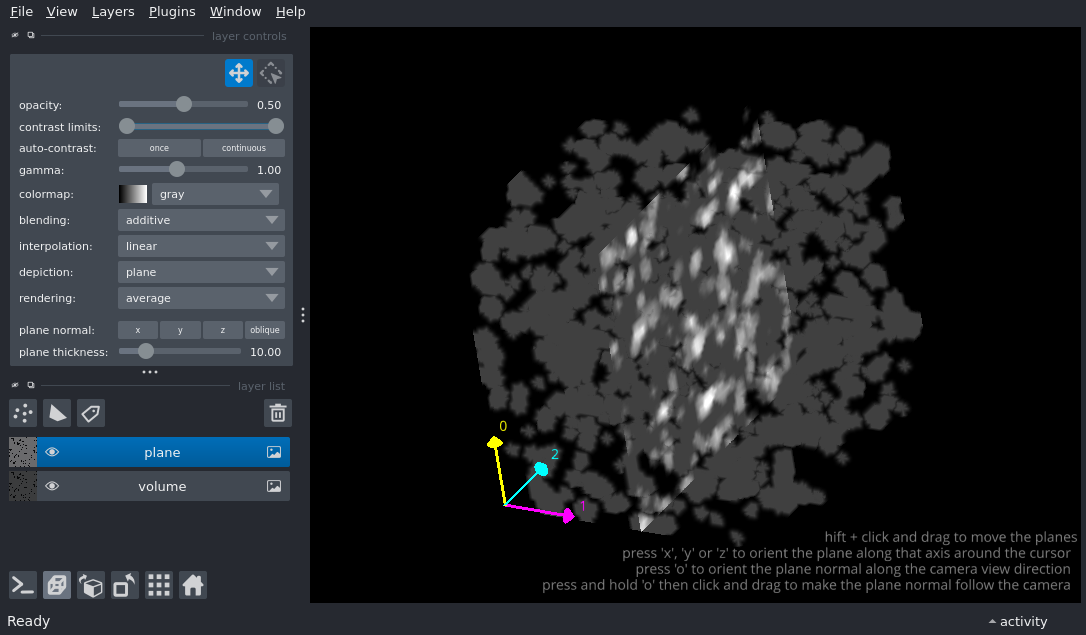 File View Layers Plugins Window Help
layer controls
opacity: 0.50
contrast limits:
auto-contrast: once continuous
gamma: 1.00
colormap: gray
blending: additive
interpolation: linear
depiction: plane
rendering: average
plane normal: x y z oblique
plane thickness: 10.00
layer list
plane
volume
0
2
1
hift + click and drag to move the planes
press 'x', 'y' or 'z' to orient the plane along that axis around the cursor
press 'o' to orient the plane normal along the camera view direction
press and hold 'o' then click and drag to make the plane normal follow the camera
Ready activity